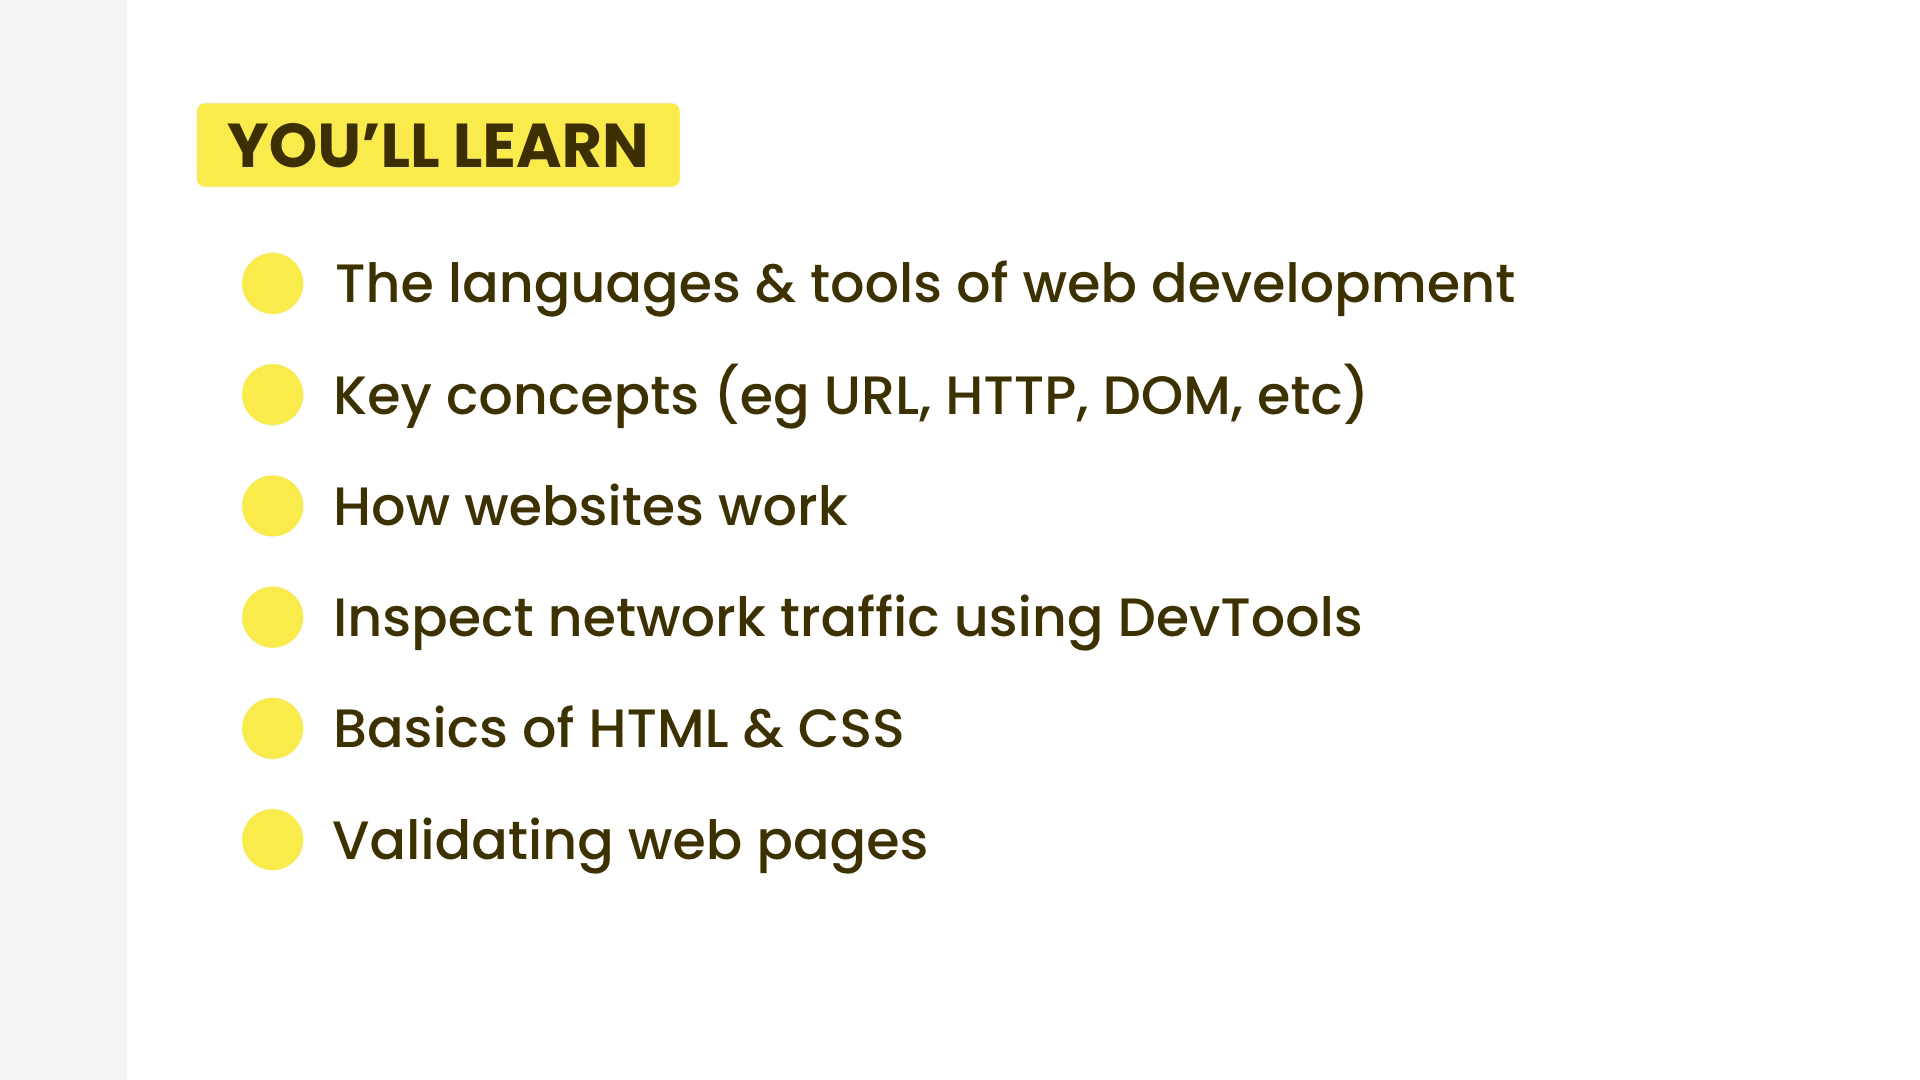 YOU’LL LEARN
The languages & tools of web development
Key concepts (eg URL, HTTP, DOM, etc)
How websites work
Inspect network traffic using DevTools
Basics of HTML & CSS
Validating web pages